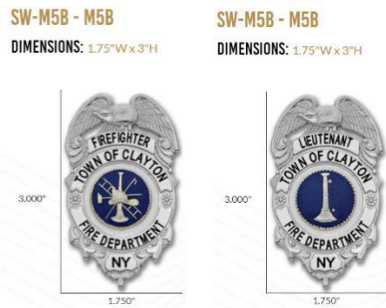 SW-M5B - M5B
DIMENSIONS: 1.75"W x 3"H
FIREFIGHTER
TOWN OF CLAYTON
FIRE DEPARTMENT
NY
3.000"
1.750"
SW-M5B - M5B
DIMENSIONS: 1.75"W x 3"H
LIEUTENANT
TOWN OF CLAYTON
FIRE DEPARTMENT
NY
3.000"
1.750"